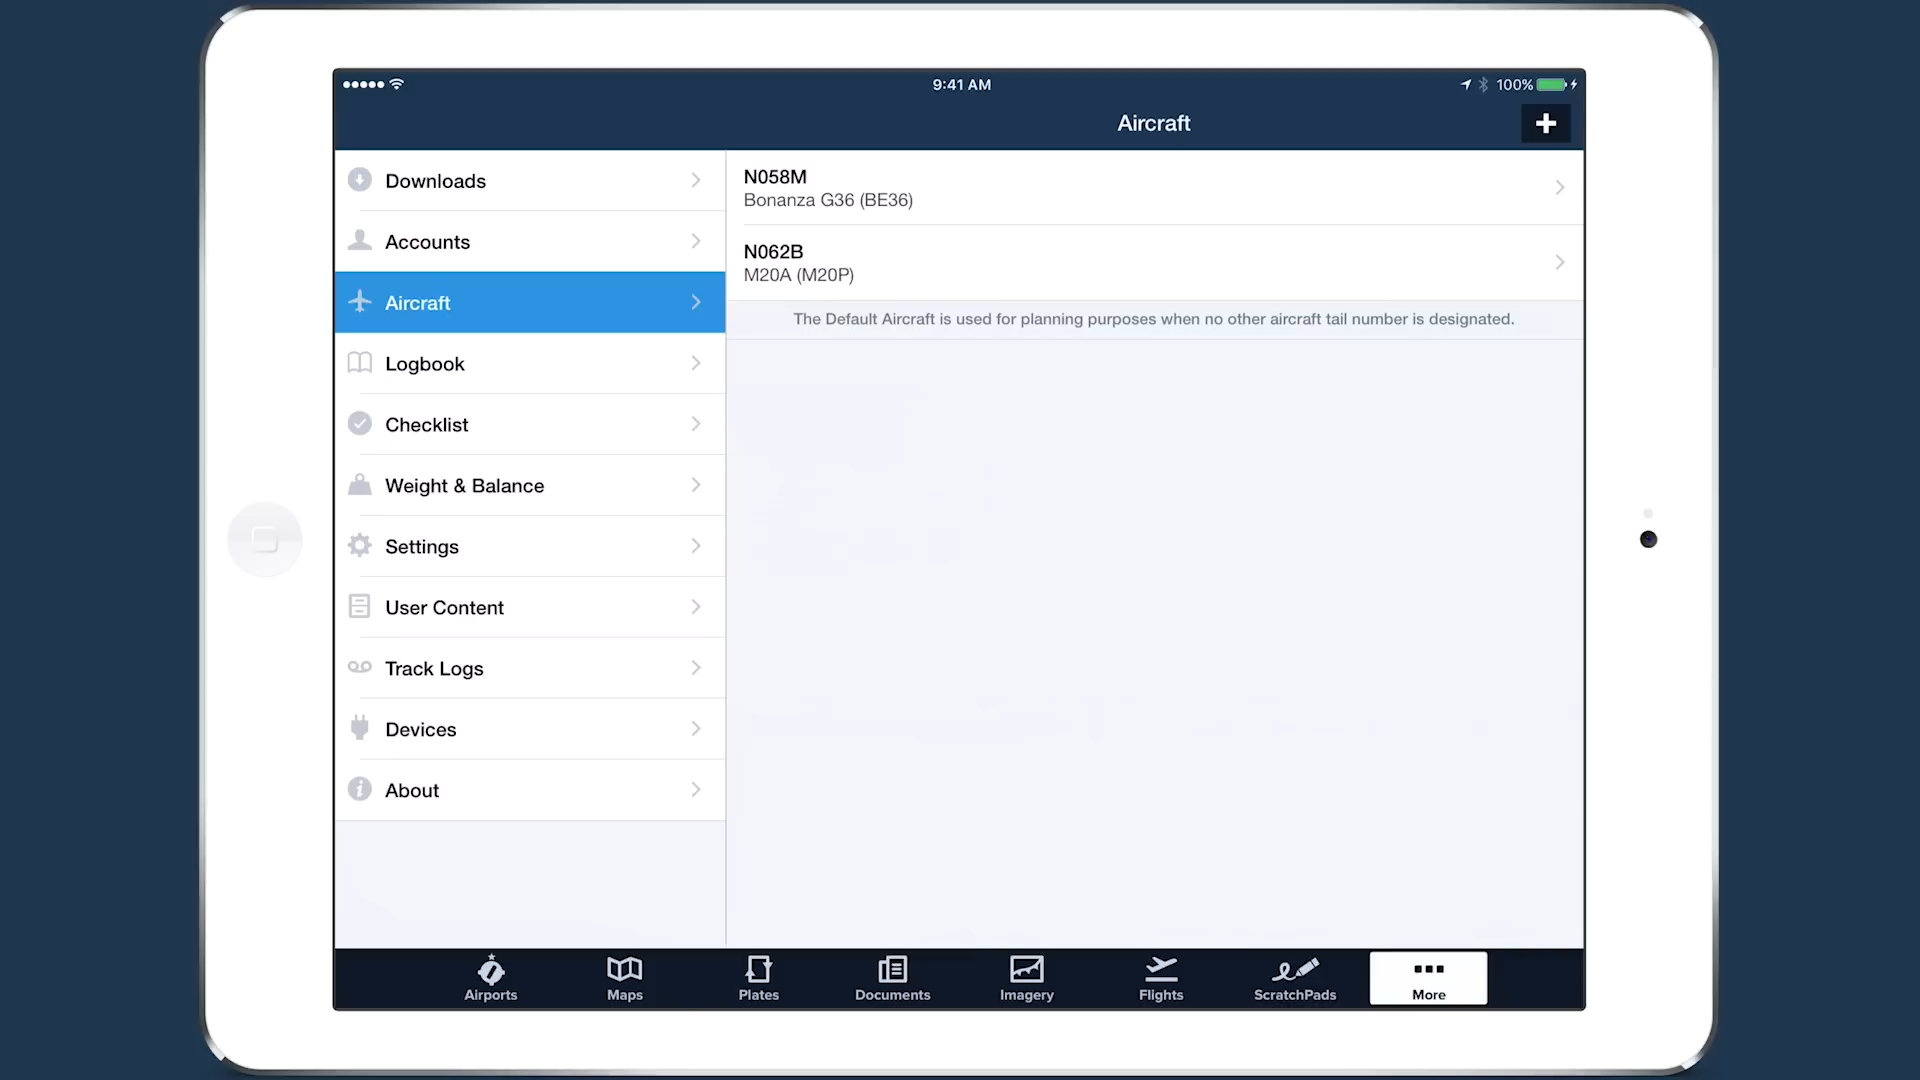 9:41 AM
100%
Aircraft
Downloads
Accounts
Aircraft
Logbook
Checklist
Weight & Balance
Settings
User Content
Track Logs
Devices
About
N058M
Bonanza G36 (BE36)
N062B
M20A (M20P)
The Default Aircraft is used for planning purposes when no other aircraft tail number is designated.
Airports
Maps
Plates
Documents
Imagery
Flights
ScratchPads
More